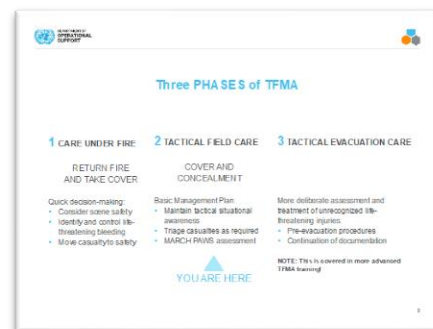 DEPARTMENT OF
OPERATIONAL
SUPPORT
Three PHASES of TFMA
1 CARE UNDER FIRE
RETURN FIRE
AND TAKE COVER
Quick decision-making:
• Consider scene safety
• Identify and control life-
threatening bleeding
• Move casualty to safety
2 TACTICAL FIELD CARE
COVER AND
CONCEALMENT
Basic Management Plan:
• Maintain tactical situational
awareness
• Triage casualties as required
• MARCH PAWS assessment
YOU ARE HERE
3 TACTICAL EVACUATION CARE
More deliberate assessment and
treatment of unrecognized life-
threatening injuries:
• Pre-evacuation procedures
• Continuation of documentation
NOTE: This is covered in more advanced
TFMA training!